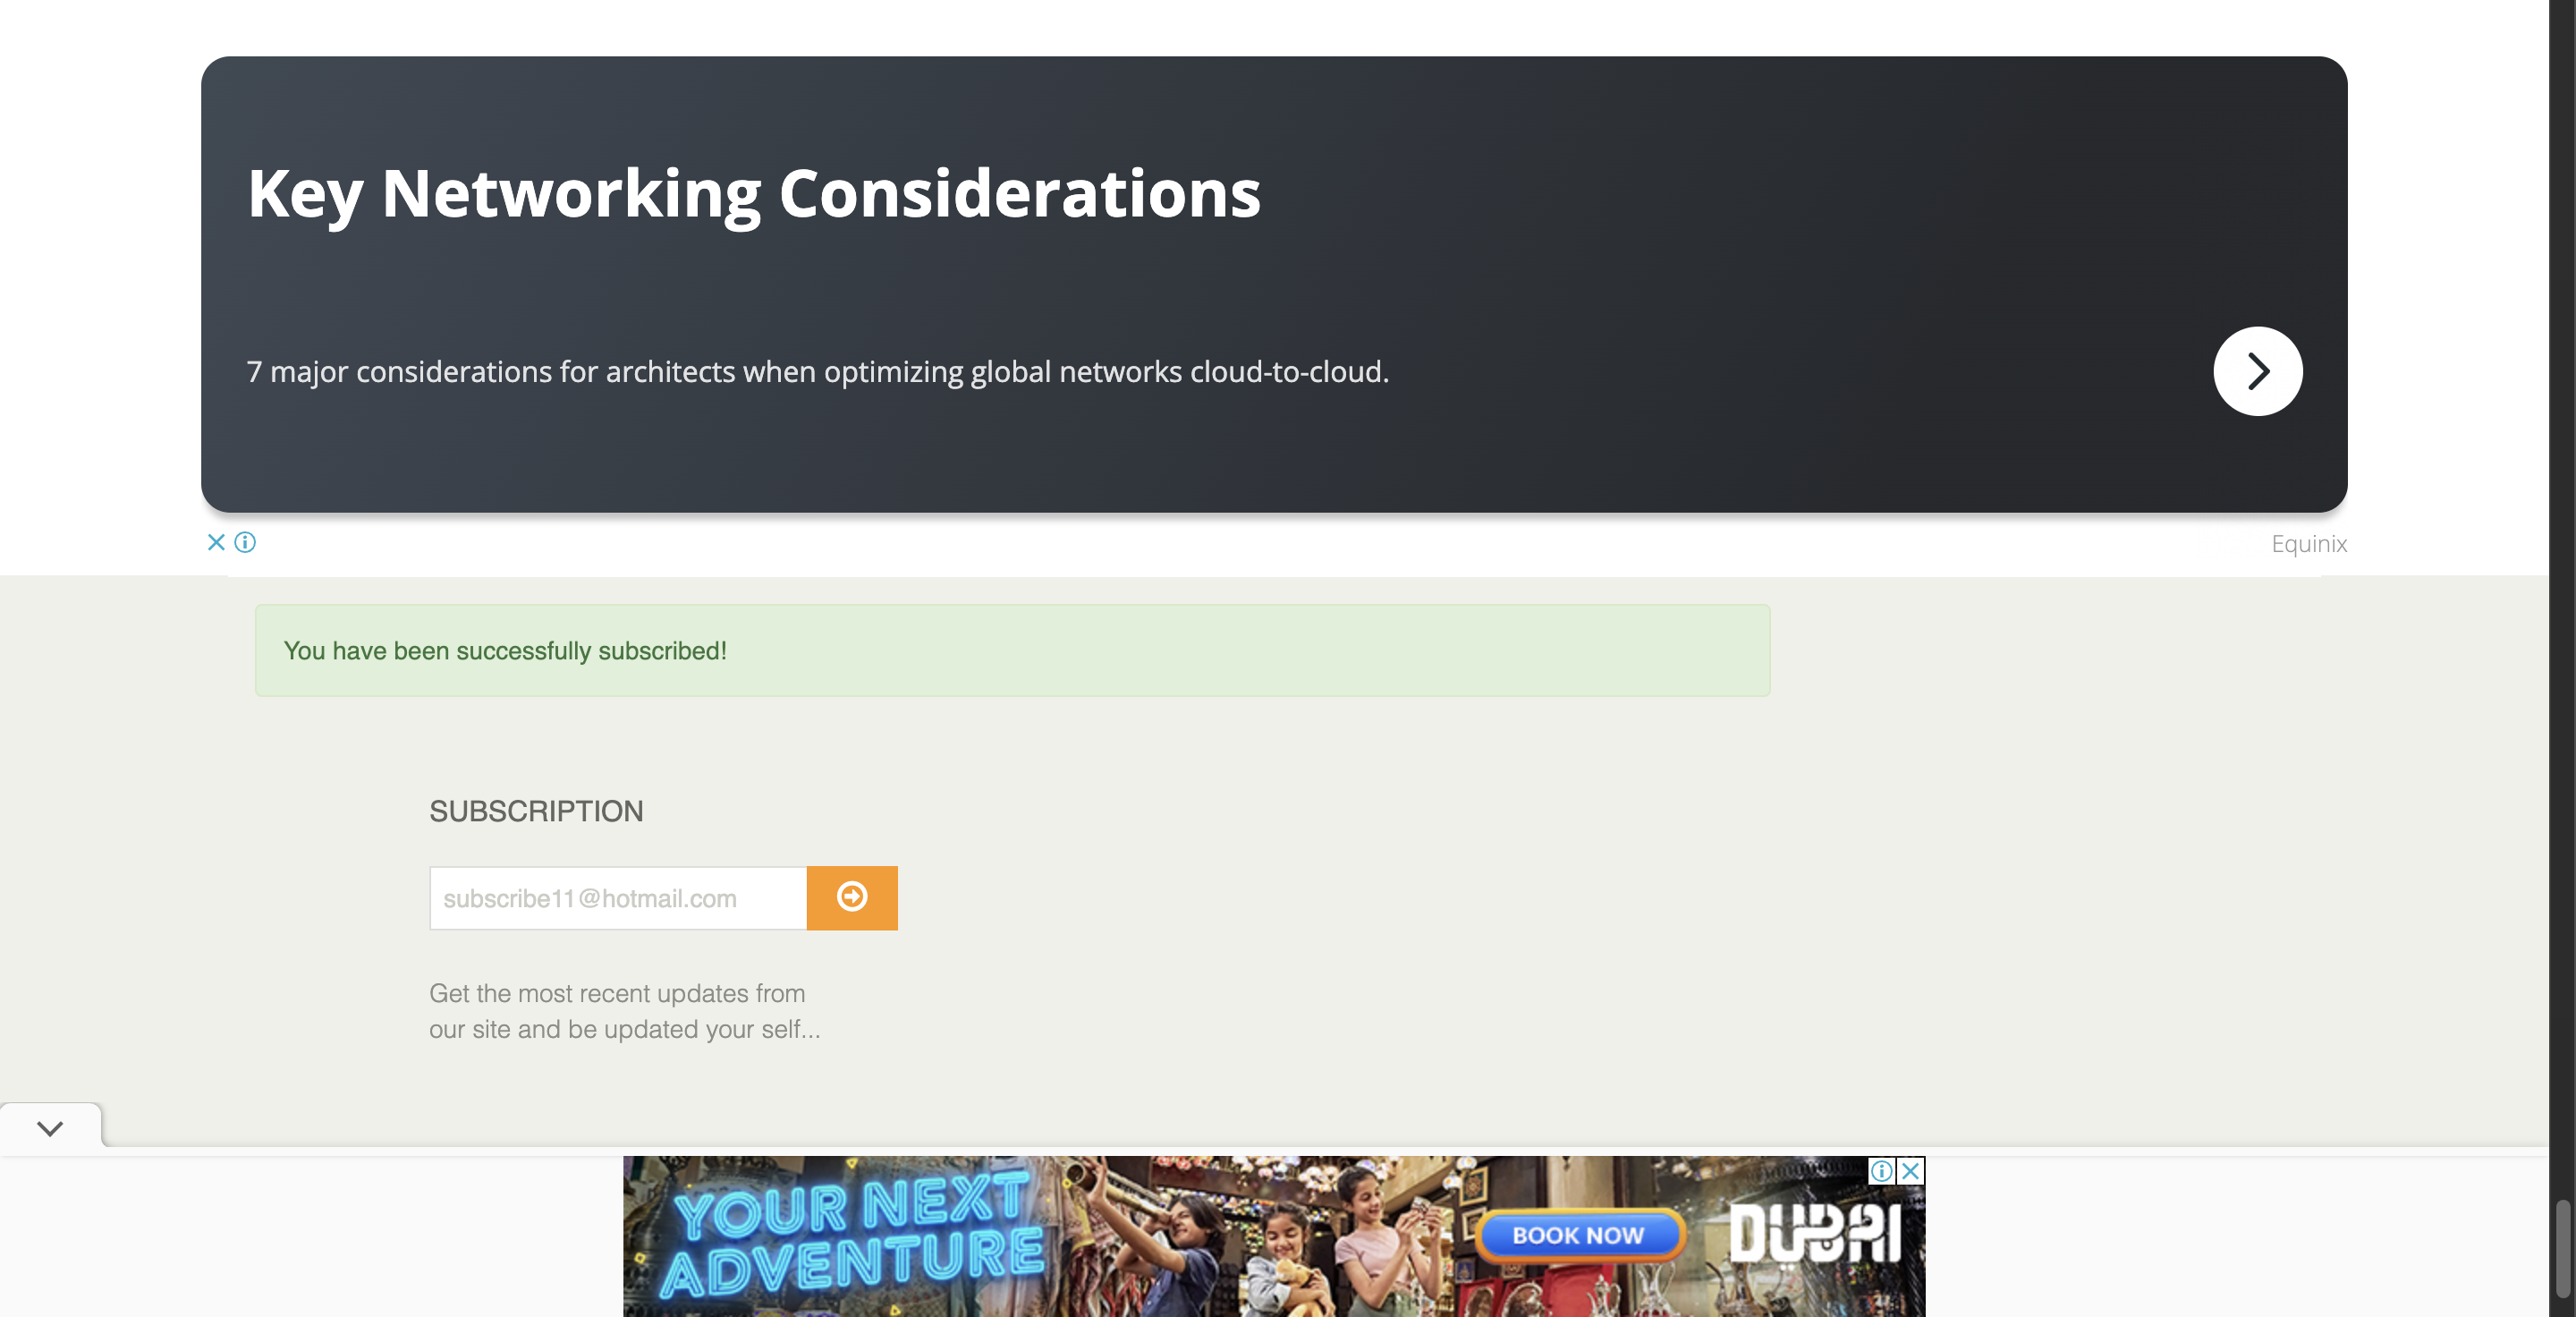 Key Networking Considerations
7 major considerations for architects when optimizing global networks cloud-to-cloud.
Equinix
You have been successfully subscribed!
SUBSCRIPTION
subscribe11@hotmail.com
Get the most recent updates from
our site and be updated your self...
YOUR NEXT
ADVENTURE
BOOK NOW
DUBAI